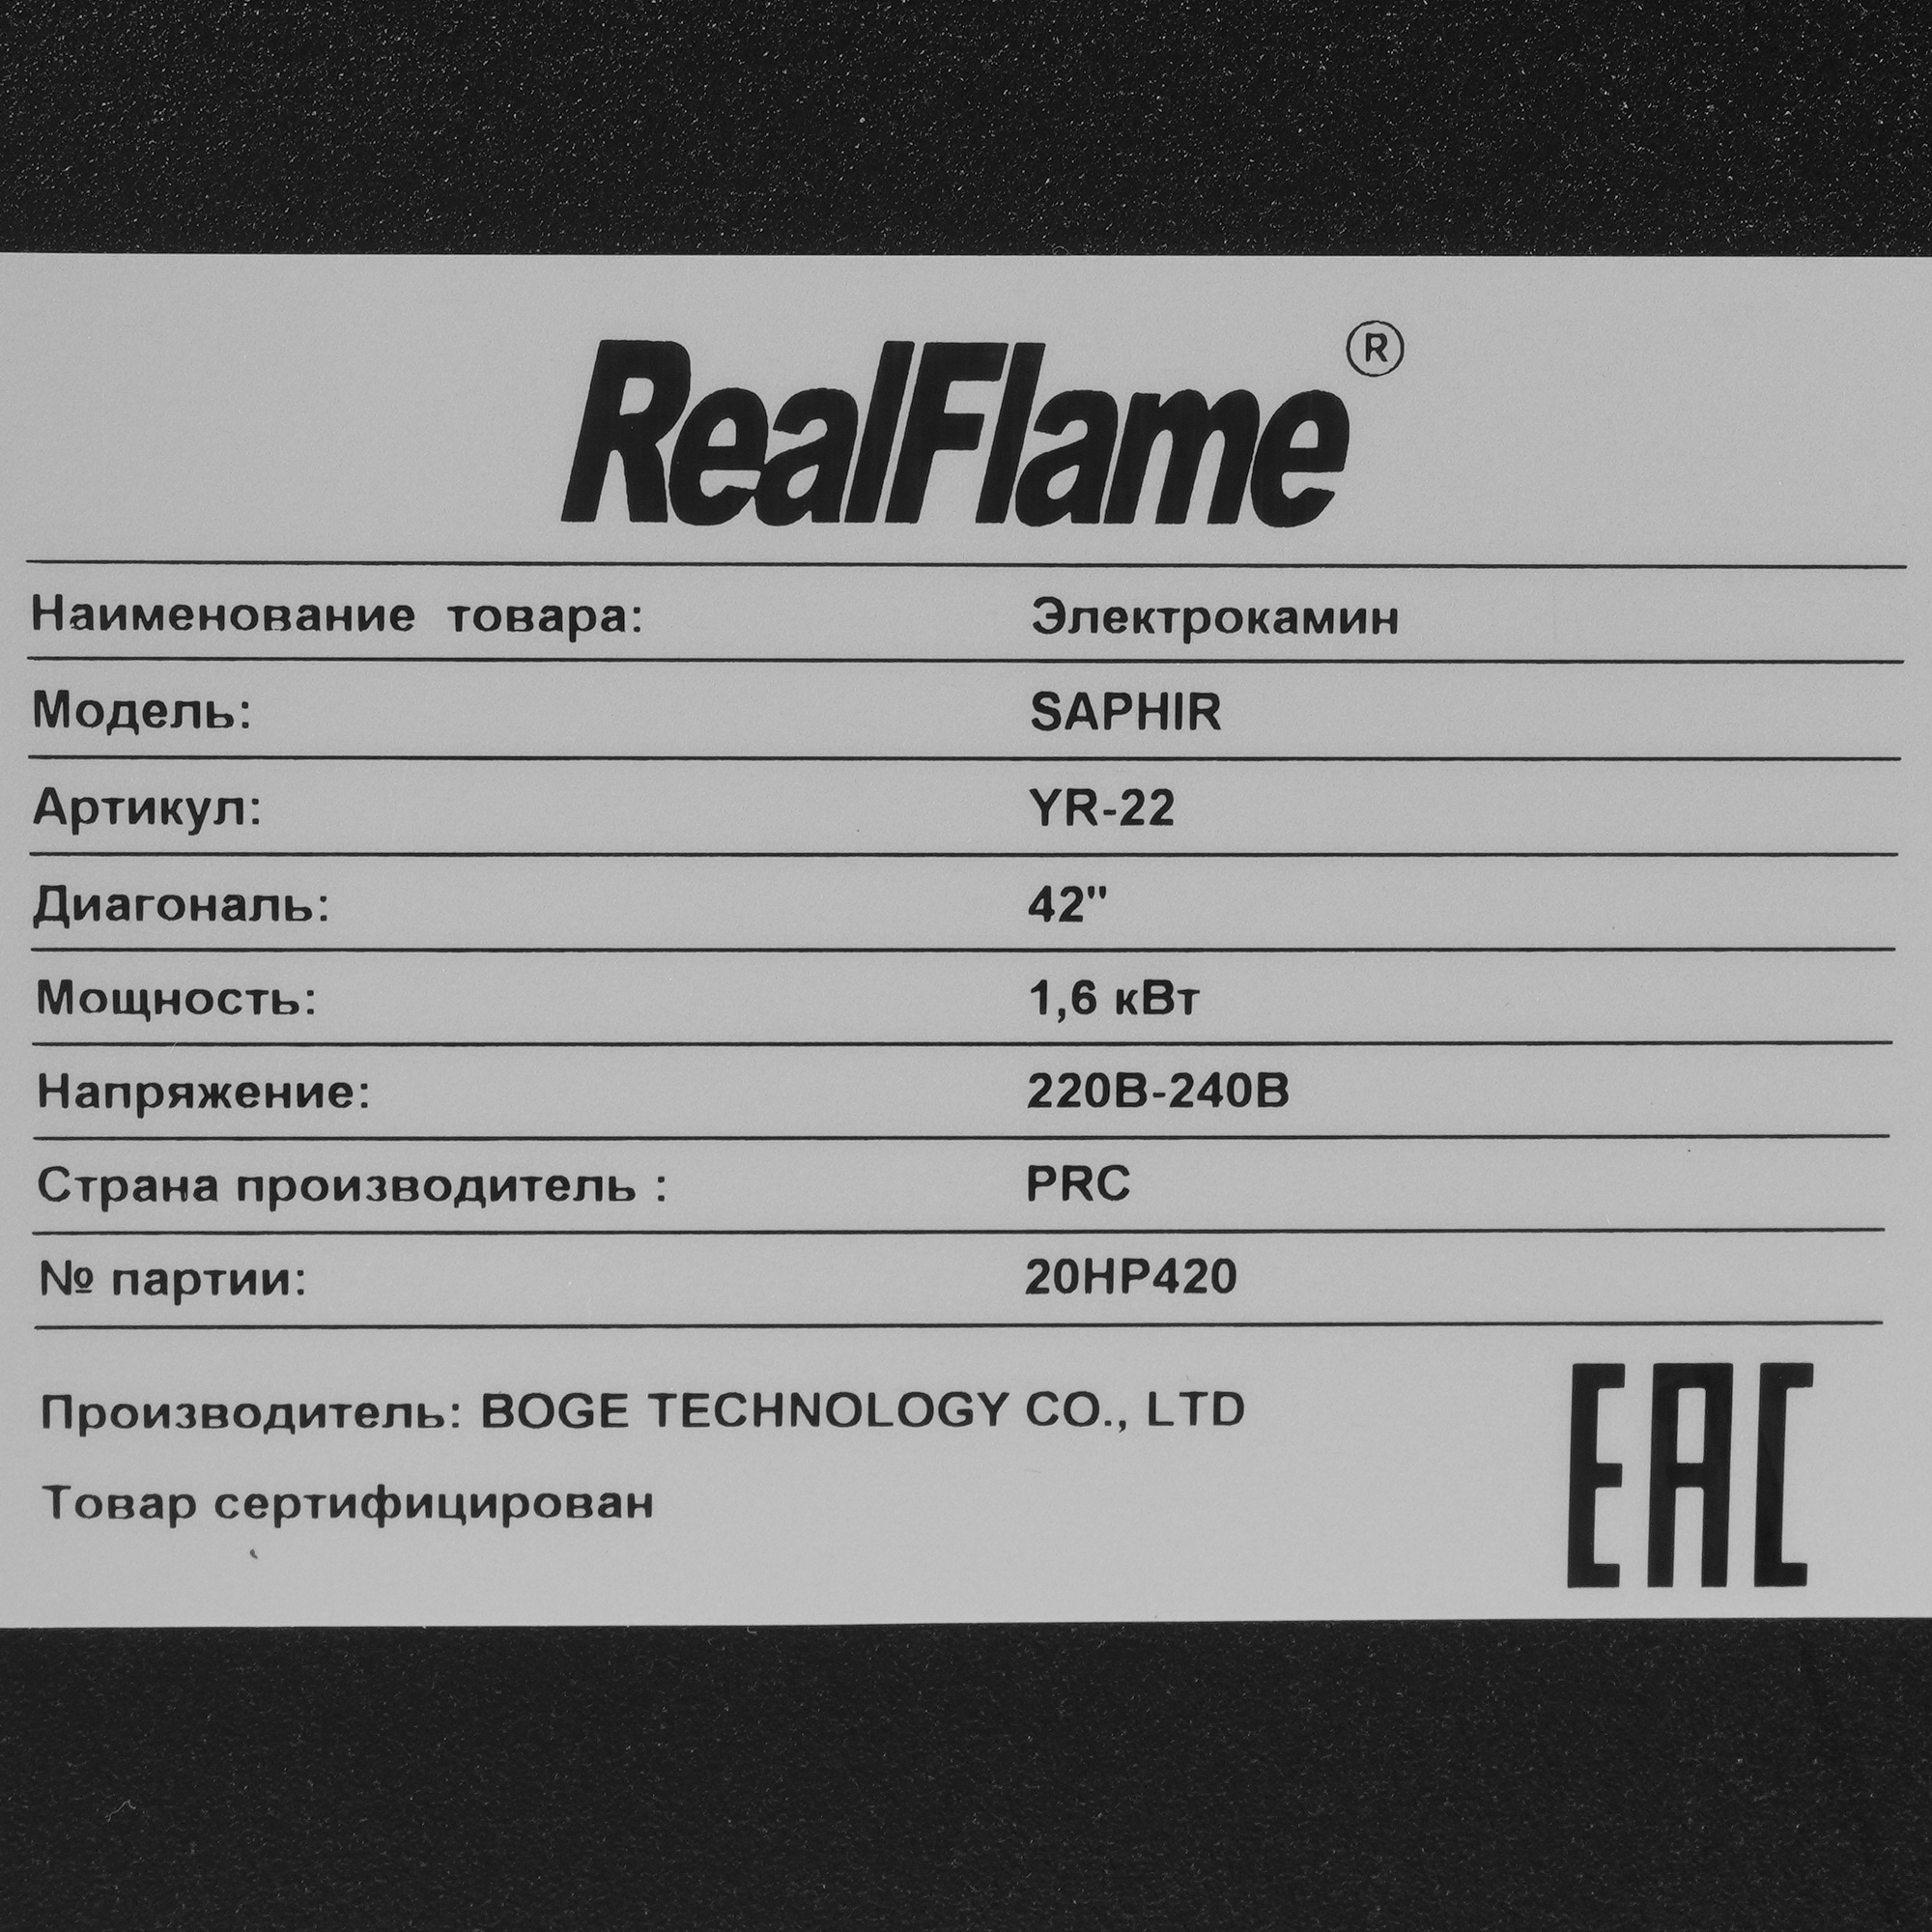 RealFlame®
Наименование товара: Электрокамин
Модель: SAPHIR
Артикул: YR-22
Диагональ: 42"
Мощность: 1,6 кВт
Напряжение: 220В-240В
Страна производитель : PRC
№ партии: 20HP420
Производитель: BOGE TECHNOLOGY CO., LTD
Товар сертифицирован
EAC